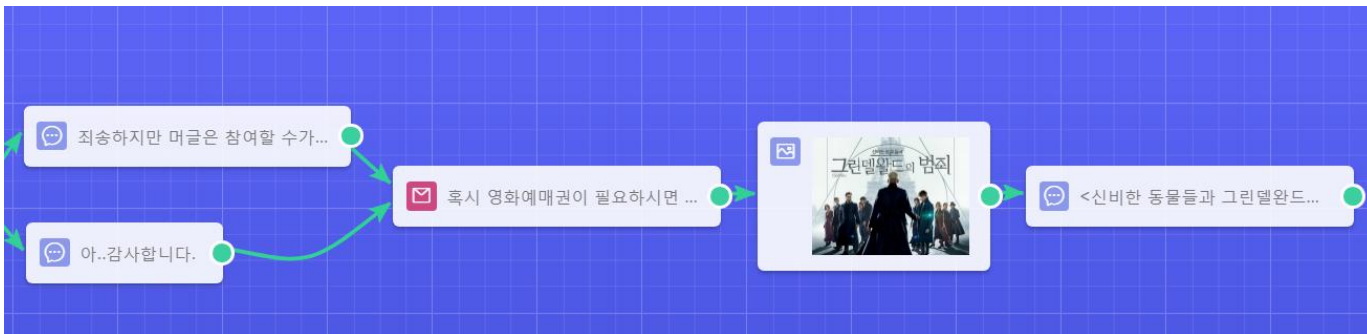 죄송하지만 머글은 참여할 수가...
아..감사합니다.
혹시 영화예매권이 필요하시면 ...
그린델왈드의 범죄
<신비한 동물들과 그린델왈드...